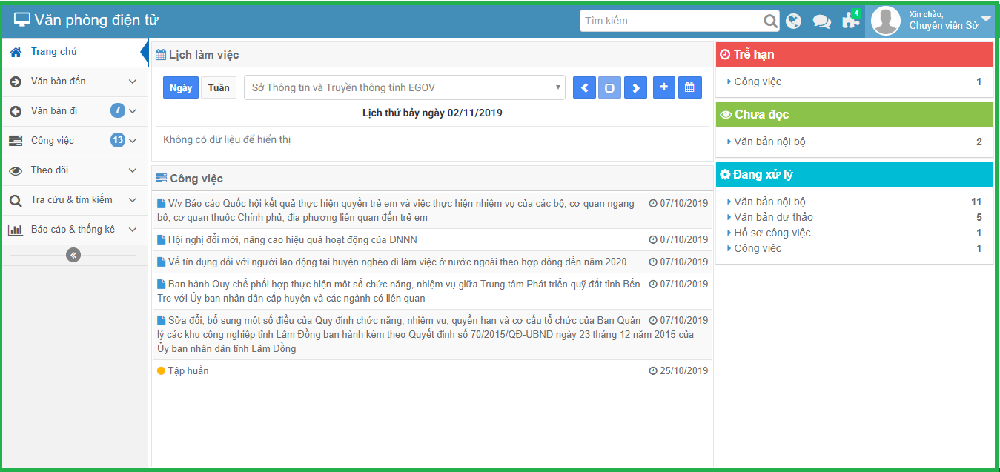 Văn phòng điện tử
Tìm kiếm
4
Xin chào,
Chuyên viên Sở
Trang chủ
Văn bản đến
Văn bản đi 7
Công việc 13
Theo dõi
Tra cứu & tìm kiếm
Báo cáo & thống kê
Lịch làm việc
Ngày Tuần Sở Thông tin và Truyền thông tỉnh EGOV
Lịch thứ bảy ngày 02/11/2019
Không có dữ liệu để hiển thị
Công việc
V/v Báo cáo Quốc hội kết quả thực hiện quyền trẻ em và việc thực hiện nhiệm vụ của các bộ, cơ quan ngang 07/10/2019
bộ, cơ quan thuộc Chính phủ, địa phương liên quan đến trẻ em
Hội nghị đổi mới, nâng cao hiệu quả hoạt động của DNNN 07/10/2019
Về tín dụng đối với người lao động tại huyện nghèo đi làm việc ở nước ngoài theo hợp đồng đến năm 2020 07/10/2019
Ban hành Quy chế phối hợp thực hiện một số chức năng, nhiệm vụ giữa Trung tâm Phát triển quỹ đất tỉnh Bến 07/10/2019
Tre với Ủy ban nhân dân cấp huyện và các ngành có liên quan
Sửa đổi, bổ sung một số điều của Quy định chức năng, nhiệm vụ, quyền hạn và cơ cấu tổ chức của Ban Quản 07/10/2019
lý các khu công nghiệp tỉnh Lâm Đồng ban hành kèm theo Quyết định số 70/2015/QĐ-UBND ngày 23 tháng 12 năm 2015 của
Ủy ban nhân dân tỉnh Lâm Đồng
Tập huấn 25/10/2019
Trễ hạn
Công việc 1
Chưa đọc
Văn bản nội bộ 2
Đang xử lý
Văn bản nội bộ 11
Văn bản dự thảo 5
Hồ sơ công việc 1
Công việc 1